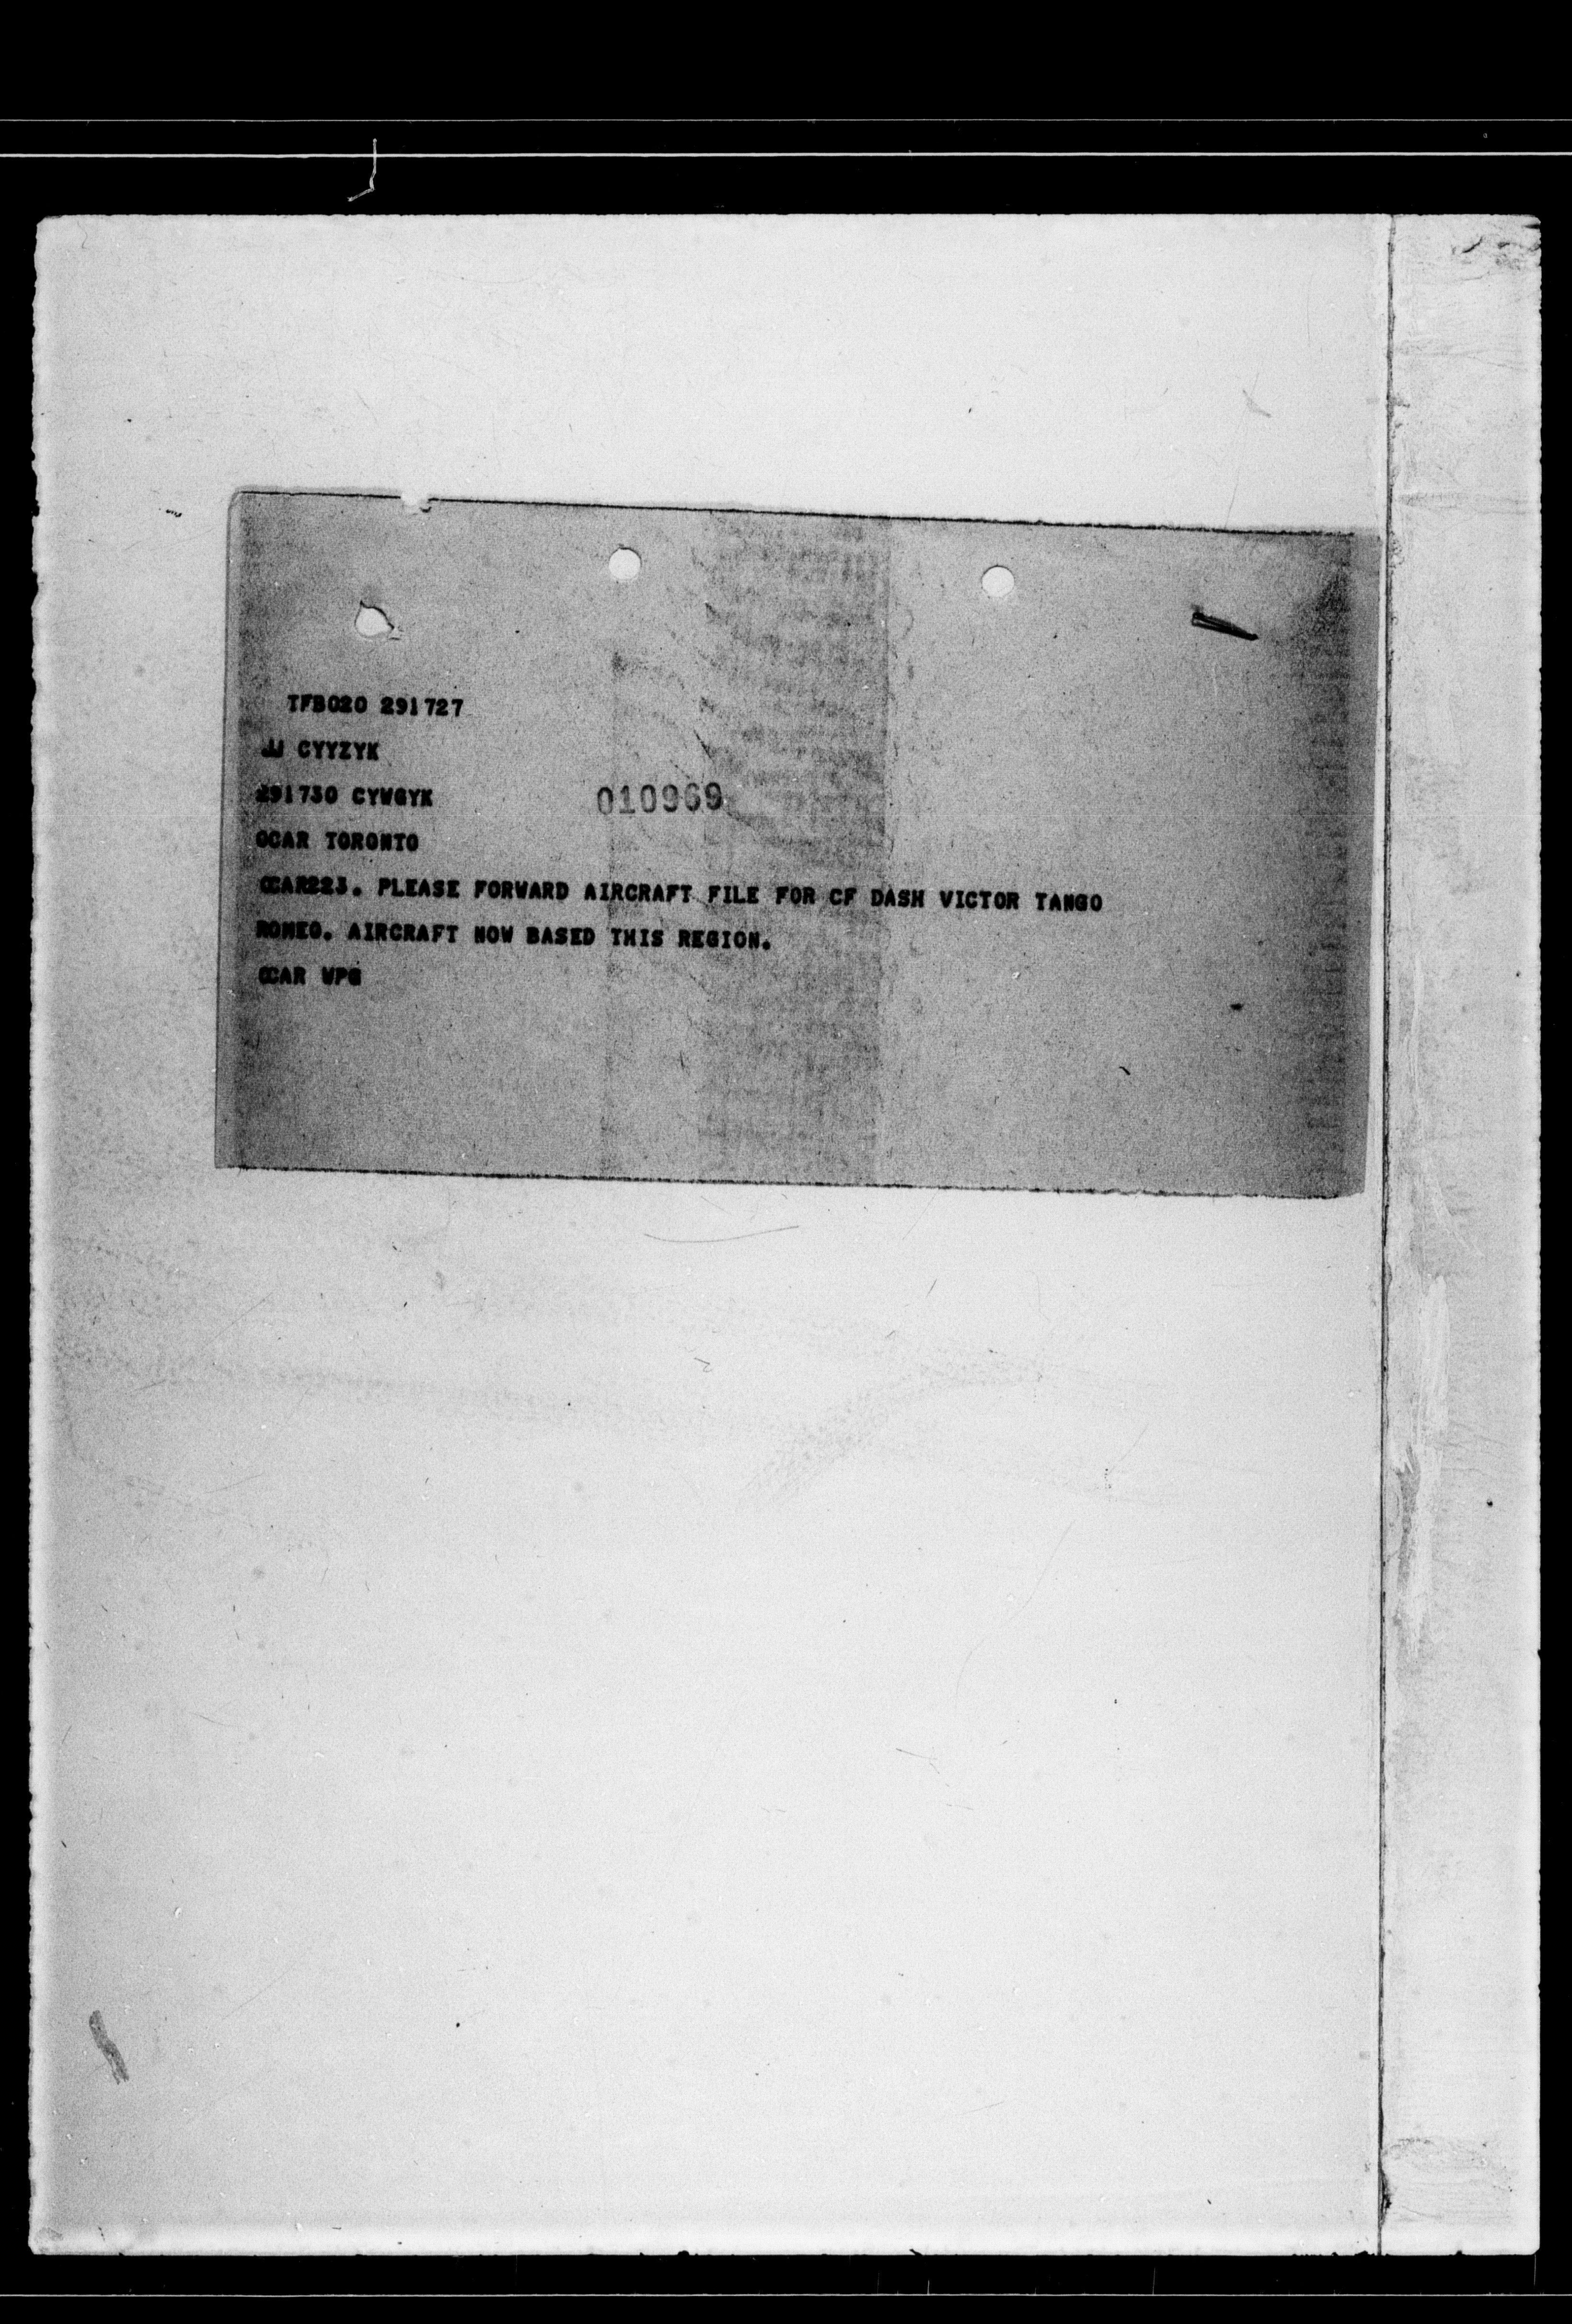 TFB020 291727
JJ CYYZYK
291730 CYWGYK
010969
OCAR TORONTO
OCAR223. PLEASE FORWARD AIRCRAFT FILE FOR CF DASH VICTOR TANGO
ROMEO. AIRCRAFT NOW BASED THIS REGION.
OCAR WPG